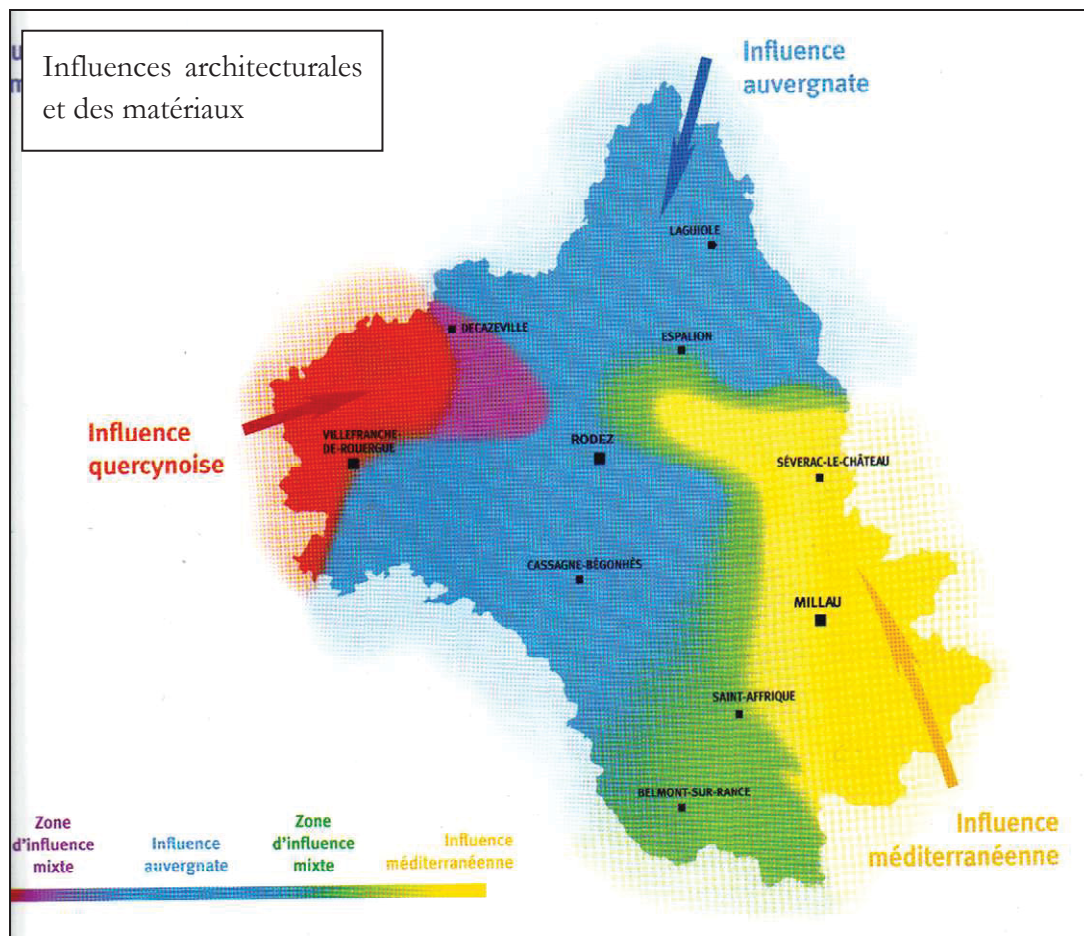 Influences architecturales
et des matériaux
Influence
auvergnate
LAGUIOLE
DECAZEVILLE
ESPALION
Influence
quercynoise
VILLEFRANCHE-
DE-ROUERGUE
RODEZ
SÉVERAC-LE-CHÂTEAU
CASSAGNE-BÉGONHÈS
MILLAU
SAINT-AFFRIQUE
BELMONT-SUR-RANCE
Influence
méditerranéenne
Zone
d'influence
mixte
Influence
auvergnate
Zone
d'influence
mixte
Influence
méditerranéenne